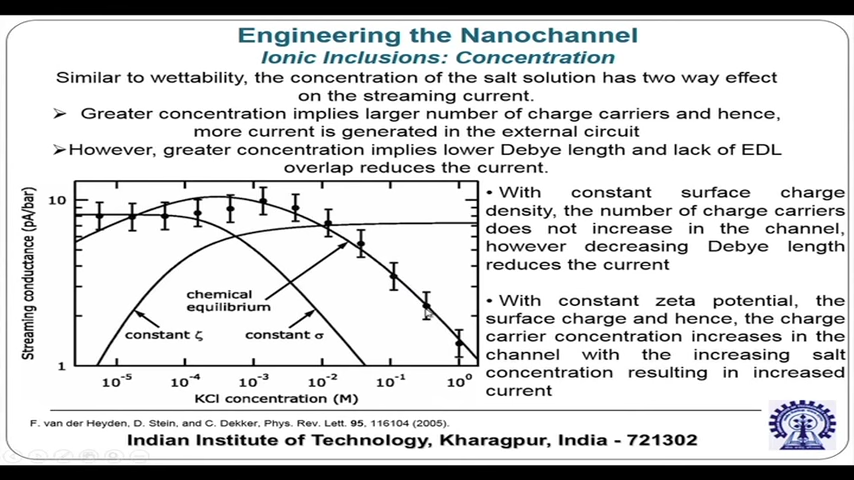 Engineering the Nanochannel
Ionic Inclusions: Concentration
Similar to wettability, the concentration of the salt solution has two way effect
on the streaming current.
➢ Greater concentration implies larger number of charge carriers and hence,
more current is generated in the external circuit
➢However, greater concentration implies lower Debye length and lack of EDL
overlap reduces the current.
Streaming conductance (pA/bar)
10
1
chemical
equilibrium
constant ζ
constant σ
10⁻⁵ 10⁻⁴ 10⁻³ 10⁻² 10⁻¹ 10⁰
KCl concentration (M)
• With constant surface charge
density, the number of charge carriers
does not increase in the channel,
however decreasing Debye length
reduces the current
• With constant zeta potential, the
surface charge and hence, the charge
carrier concentration increases in the
channel with the increasing salt
concentration resulting in increased
current
F. van der Heyden, D. Stein, and C. Dekker, Phys. Rev. Lett. 95, 116104 (2005).
Indian Institute of Technology, Kharagpur, India - 721302